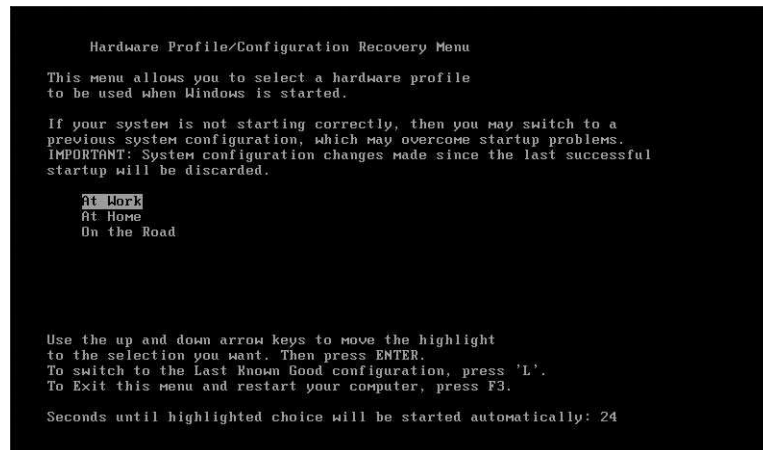 Hardware Profile/Configuration Recovery Menu
This menu allows you to select a hardware profile
to be used when Windows is started.
If your system is not starting correctly, then you may switch to a
previous system configuration, which may overcome startup problems.
IMPORTANT: System configuration changes made since the last successful
startup will be discarded.
At Work
At Home
On the Road
Use the up and down arrow keys to move the highlight
to the selection you want. Then press ENTER.
To switch to the Last Known Good configuration, press 'L'.
To Exit this menu and restart your computer, press F3.
Seconds until highlighted choice will be started automatically: 24